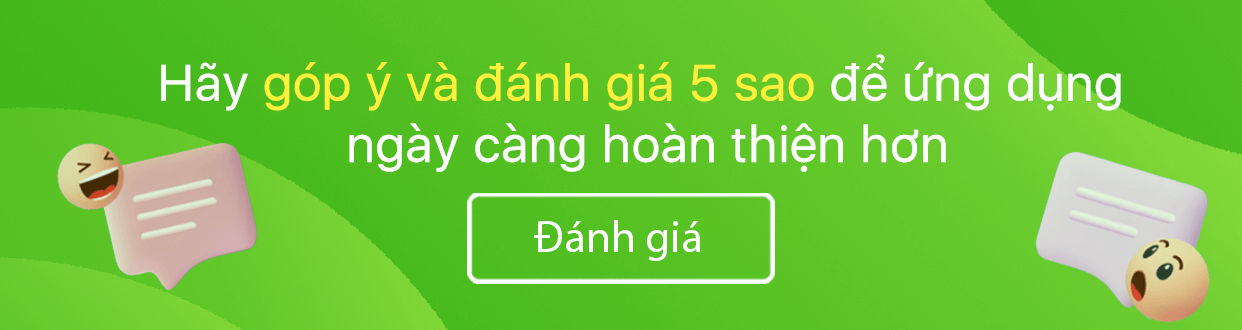 Hãy góp ý và đánh giá 5 sao để ứng dụng
ngày càng hoàn thiện hơn
Đánh giá